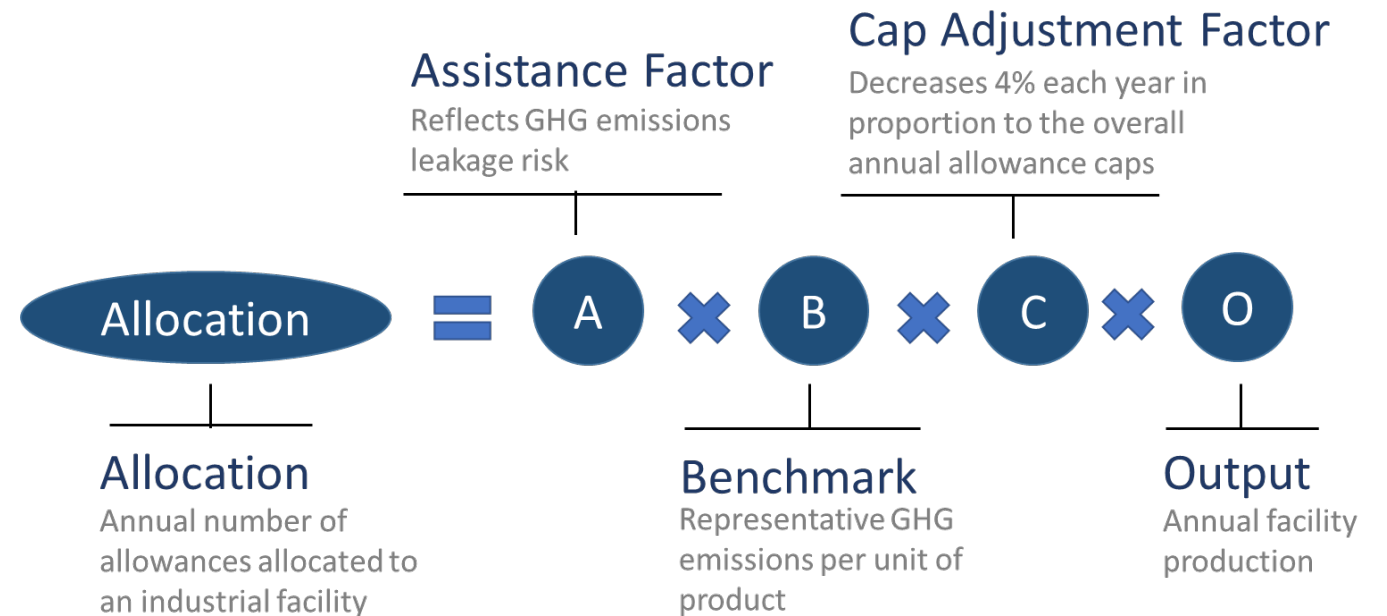 Cap Adjustment Factor
Decreases 4% each year in
proportion to the overall
annual allowance caps
Assistance Factor
Reflects GHG emissions
leakage risk
Allocation = A × B × C × O
Allocation
Annual number of
allowances allocated to
an industrial facility
Benchmark
Representative GHG
emissions per unit of
product
Output
Annual facility
production